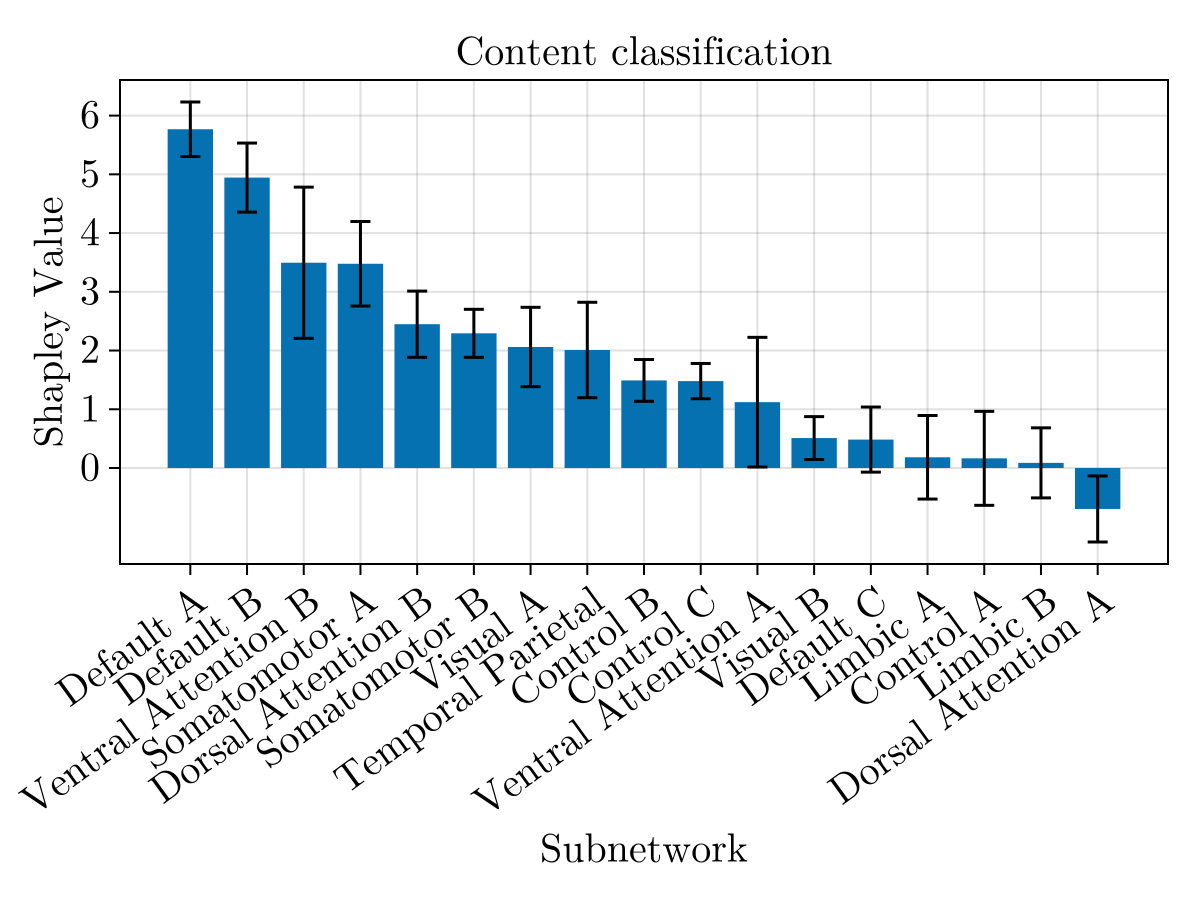 Content classification
Shapley Value
6
5
4
3
2
1
0
Default A
Default B
Ventral Attention B
Somatomotor A
Dorsal Attention B
Somatomotor B
Visual A
Temporal Parietal
Control B
Control C
Ventral Attention A
Visual B
Default C
Limbic A
Control A
Limbic B
Dorsal Attention A
Subnetwork